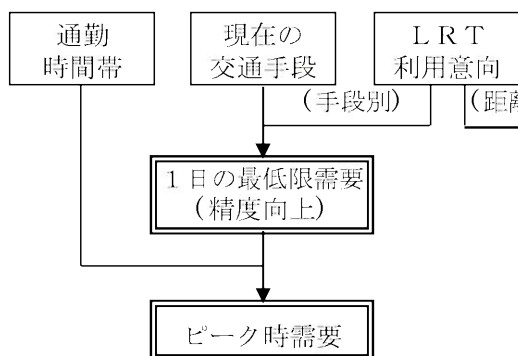 通勤
時間帯
現在の
交通手段
ＬＲＴ
利用意向
(手段別)
(距離
１日の最低限需要
(精度向上)
ピーク時需要